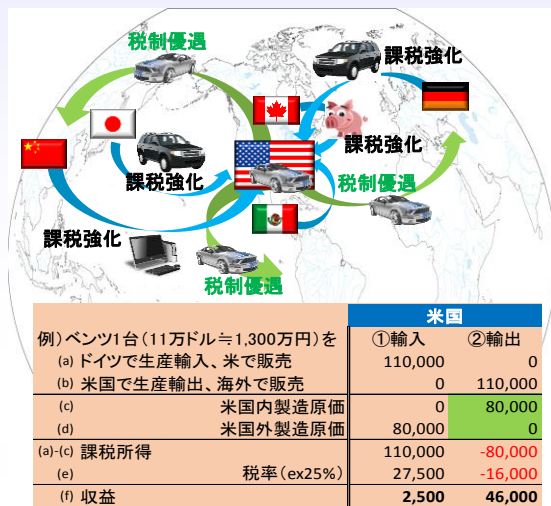 税制優遇
課税強化
課税強化
課税強化
税制優遇
課税強化
税制優遇
米国
例）ベンツ1台（11万ドル≒1,300万円）を ①輸入 ②輸出
(a) ドイツで生産輸入、米で販売 110,000 0
(b) 米国で生産輸出、海外で販売 0 110,000
(c) 米国内製造原価 0 80,000
(d) 米国外製造原価 80,000 0
(a)-(c) 課税所得 110,000 -80,000
(e) 税率（ex25%） 27,500 -16,000
(f) 収益 2,500 46,000